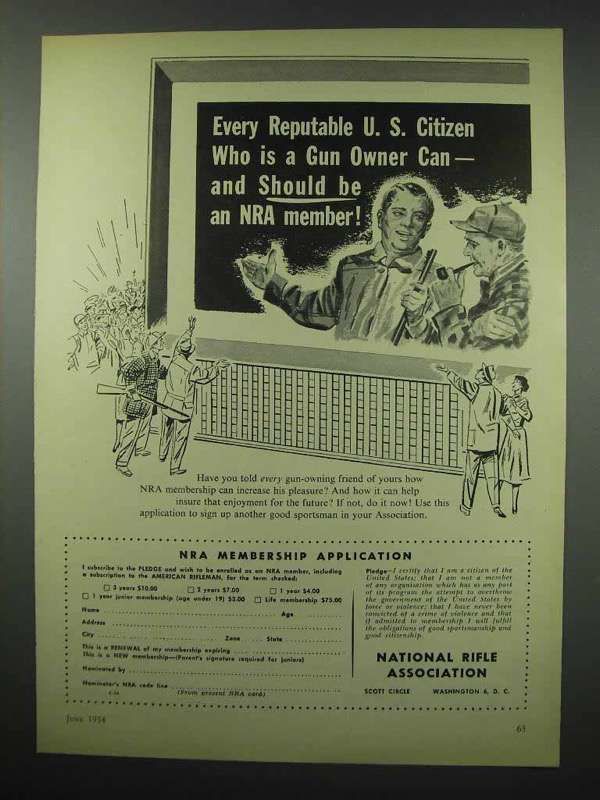 Every Reputable U. S. Citizen
Who is a Gun Owner Can—
and Should be
an NRA member!
Have you told every gun-owning friend of yours how
NRA membership can increase his pleasure? And how it can help
insure that enjoyment for the future? If not, do it now! Use this
application to sign up another good sportsman in your Association.
NRA MEMBERSHIP APPLICATION
I subscribe to the PLEDGE and wish to be enrolled as an NRA member, including
a subscription to the AMERICAN RIFLEMAN, for the term checked:
3 years $10.00 2 years $7.00 1 year $4.00
1 year junior membership (age under 19) $3.00 Life membership $75.00
Name Age
Address
City Zone State
This is a RENEWAL of my membership expiring
This is a NEW membership—(Parent's signature required for juniors)
Nominated by
Nominator's NRA code line
(From present NRA card)
Pledge—I certify that I am a citizen of the
United States; that I am not a member
of any organization which has as any part
of its program the attempt to overthrow
the government of the United States by
force or violence; that I have never been
convicted of a crime of violence and that
if admitted to membership I will fulfill
the obligations of good sportsmanship and
good citizenship.
NATIONAL RIFLE
ASSOCIATION
SCOTT CIRCLE WASHINGTON 6, D. C.
June 1954
63